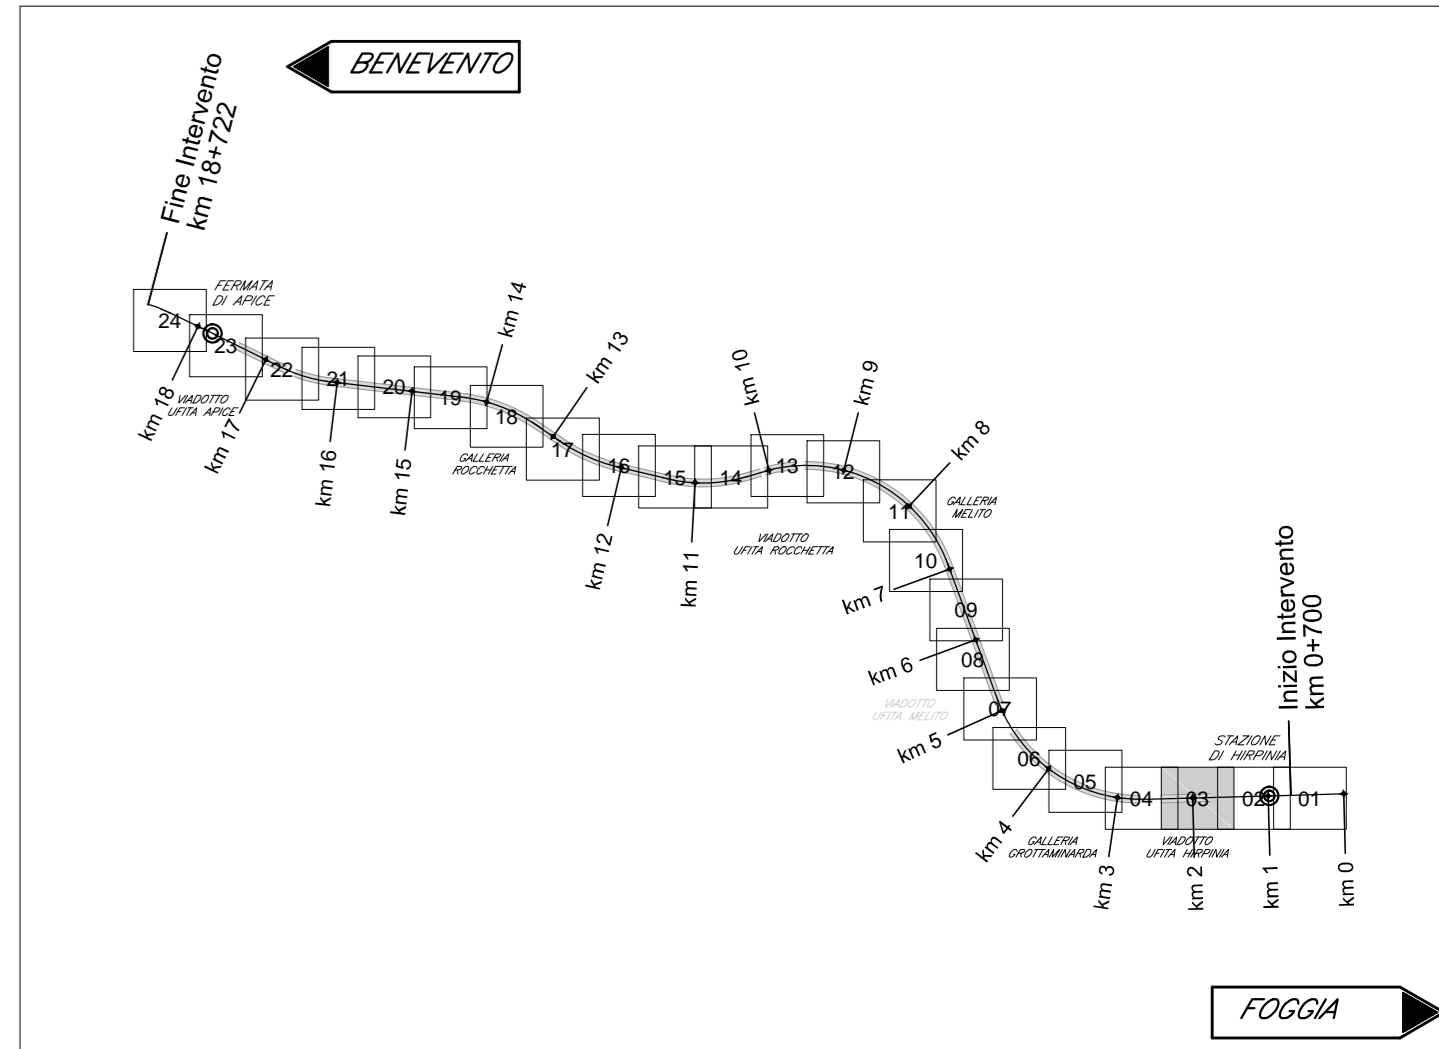 BENEVENTO
Fine Intervento
km 18+722
FERMATA
DI APICE
24
23
22
21
20
19
18
17
16
15
14
13
12
11
10
09
08
07
06
05
04
03
02
01
km 18
VIADOTTO
UFITA APICE
km 17
km 16
km 15
km 14
GALLERIA
ROCCHETTA
km 13
km 12
km 11
km 10
VIADOTTO
UFITA ROCCHETTA
km 9
km 8
GALLERIA
MELITO
km 7
km 6
VIADOTTO
UFITA MELITO
km 5
km 4
GALLERIA
GROTTAMINARDA
km 3
VIADOTTO
UFITA HIRPINIA
km 2
STAZIONE
DI HIRPINIA
km 1
Inizio Intervento
km 0+700
km 0
FOGGIA